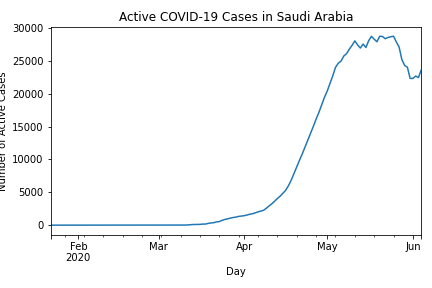 Active COVID-19 Cases in Saudi Arabia
Number of Active Cases
30000
25000
20000
15000
10000
5000
0
Feb
2020
Mar
Apr
May
Jun
Day